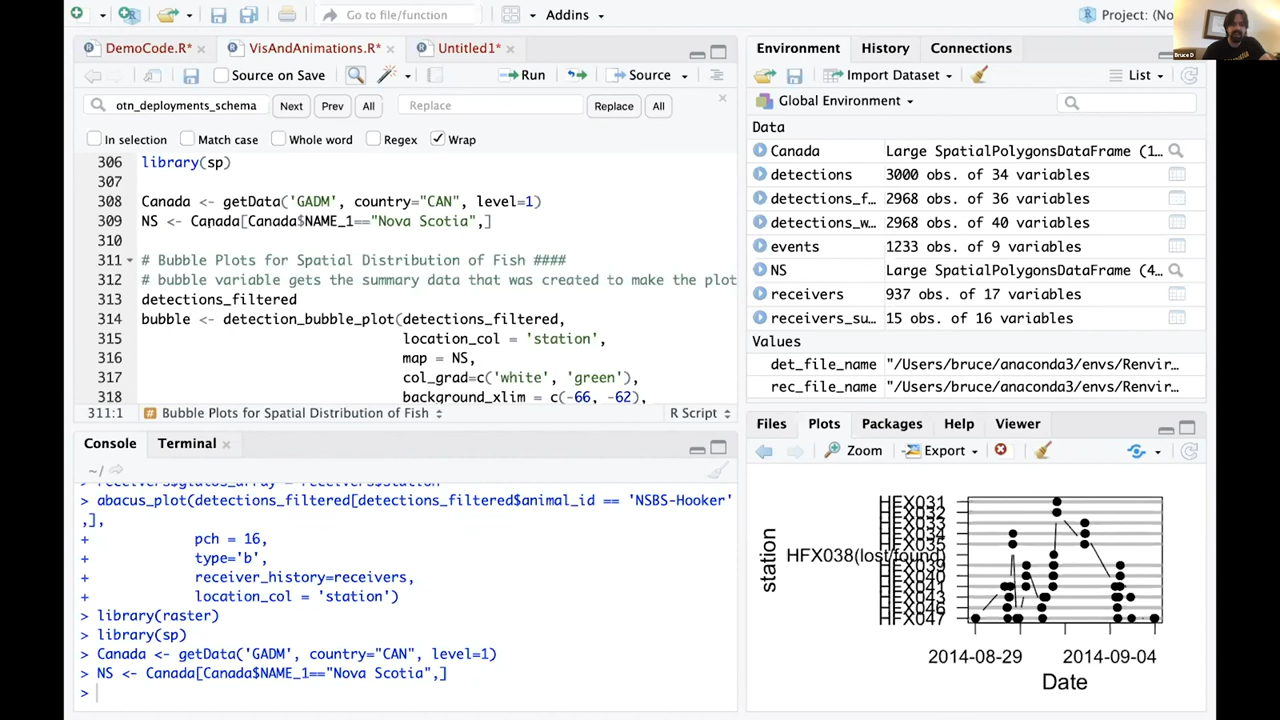 Go to file/function
Addins
Project: (No
Bruce D
DemoCode.R*
VisAndAnimations.R*
Untitled1*
Source on Save
Run
Source
otn_deployments_schema
Next
Prev
All
Replace
Replace
All
In selection
Match case
Whole word
Regex
Wrap
306 library(sp)
307
308 Canada <- getData('GADM', country="CAN", level=1)
309 NS <- Canada[Canada$NAME_1=="Nova Scotia",]
310
311 # Bubble Plots for Spatial Distribution of Fish ####
312 # bubble variable gets the summary data that was created to make the plot
313 detections_filtered
314 bubble <- detection_bubble_plot(detections_filtered,
315 location_col = 'station',
316 map = NS,
317 col_grad=c('white', 'green'),
318 background_xlim = c(-66, -62),
311:1
# Bubble Plots for Spatial Distribution of Fish
R Script
Console
Terminal
~/
> abacus_plot(detections_filtered[detections_filtered$animal_id == 'NSBS-Hooker'
,],
+ pch = 16,
+ type='b',
+ receiver_history=receivers,
+ location_col = 'station')
> library(raster)
> library(sp)
> Canada <- getData('GADM', country="CAN", level=1)
> NS <- Canada[Canada$NAME_1=="Nova Scotia",]
>
Environment
History
Connections
Import Dataset
List
Global Environment
Data
Canada Large SpatialPolygonsDataFrame (1…
detections 3000 obs. of 34 variables
detections_f… 2968 obs. of 36 variables
detections_w… 2968 obs. of 40 variables
events 1233 obs. of 9 variables
NS Large SpatialPolygonsDataFrame (4…
receivers 937 obs. of 17 variables
receivers_su… 15 obs. of 16 variables
Values
det_file_name "/Users/bruce/anaconda3/envs/Renvir…
rec_file_name "/Users/bruce/anaconda3/envs/Renvir…
Files
Plots
Packages
Help
Viewer
Zoom
Export
station
HFX031
HFX032
HFX033
HFX034
HFX035
HFX038(lost/found)
HFX039
HFX040
HFX041
HFX043
HFX046
HFX047
2014-08-29
2014-09-04
Date